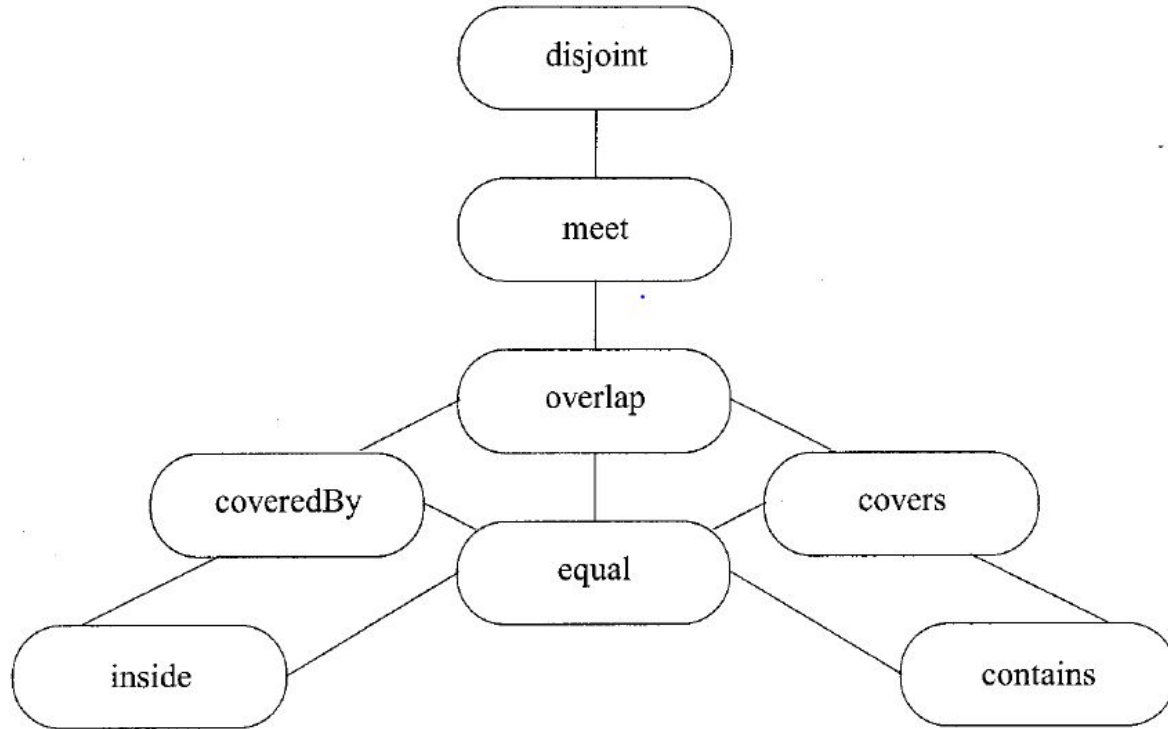 disjoint
meet
overlap
coveredBy
covers
equal
inside
contains